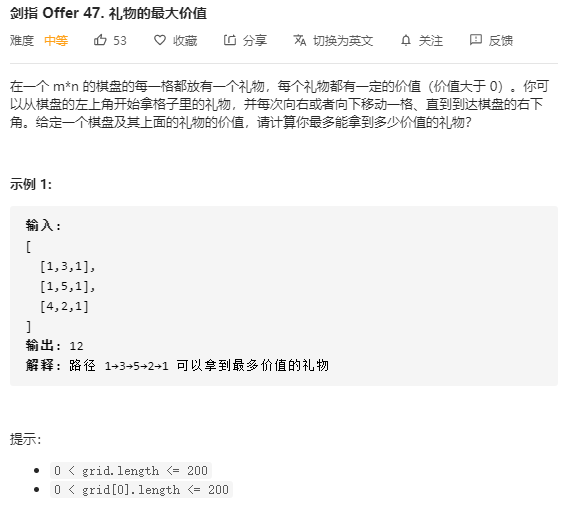 剑指 Offer 47. 礼物的最大价值
难度 中等 53 收藏 分享 切换为英文 关注 反馈
在一个 m*n 的棋盘的每一格都放有一个礼物，每个礼物都有一定的价值（价值大于 0）。你可
以从棋盘的左上角开始拿格子里的礼物，并每次向右或者向下移动一格、直到到达棋盘的右下
角。给定一个棋盘及其上面的礼物的价值，请计算你最多能拿到多少价值的礼物？
示例 1:
输入:
[
[1,3,1],
[1,5,1],
[4,2,1]
]
输出: 12
解释: 路径 1→3→5→2→1 可以拿到最多价值的礼物
提示：
• 0 < grid.length <= 200
• 0 < grid[0].length <= 200